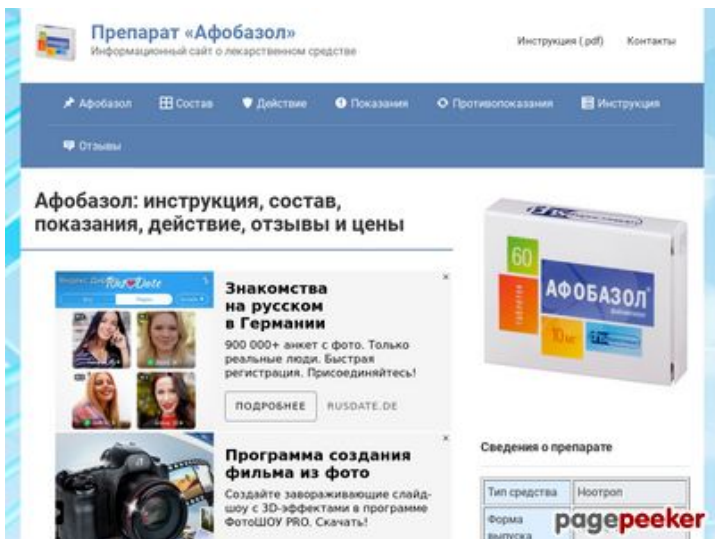 Препарат «Афобазол»
Информационный сайт о лекарственном средстве
Инструкция (.pdf) Контакты
Афобазол Состав Действие Показания Противопоказания Инструкция
Отзывы
Афобазол: инструкция, состав,
показания, действие, отзывы и цены
RusDate
Знакомства
на русском
в Германии
900 000+ анкет с фото. Только
реальные люди. Быстрая
регистрация. Присоединяйтесь!
ПОДРОБНЕЕ RUSDATE.DE
Программа создания
фильма из фото
Создайте завораживающие слайд-
шоу с 3D-эффектами в программе
ФотоШОУ PRO. Скачать!
60
таблеток
АФОБАЗОЛ
10 мг
Сведения о препарате
Тип средства Ноотроп
Форма
выпуска
pagepeeker